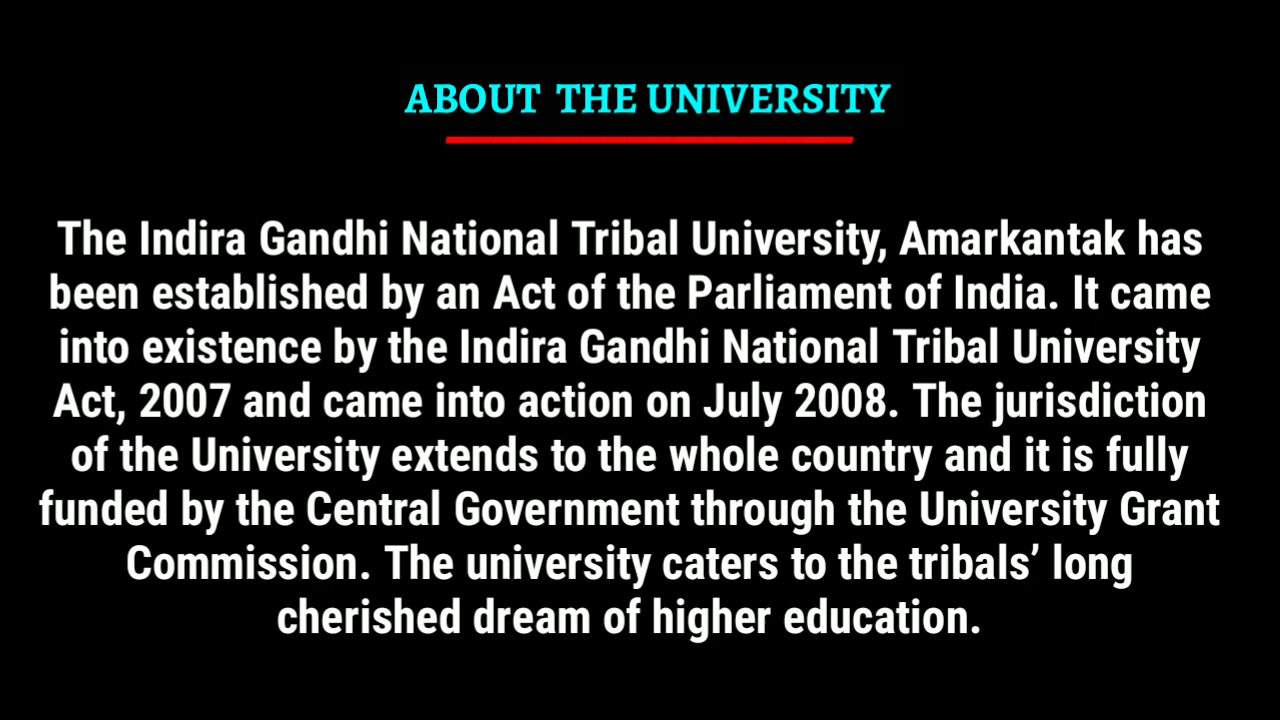 ABOUT THE UNIVERSITY
The Indira Gandhi National Tribal University, Amarkantak has
been established by an Act of the Parliament of India. It came
into existence by the Indira Gandhi National Tribal University
Act, 2007 and came into action on July 2008. The jurisdiction
of the University extends to the whole country and it is fully
funded by the Central Government through the University Grant
Commission. The university caters to the tribals’ long
cherished dream of higher education.